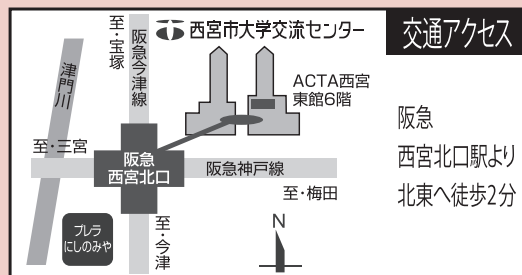 西宮市大学交流センター
交通アクセス
至・宝塚
阪急今津線
津門川
ACTA西宮
東館6階
至・三宮
阪急
西宮北口
阪急神戸線
至・梅田
プレラ
にしのみや
至・今津
N
阪急
西宮北口駅より
北東へ徒歩2分